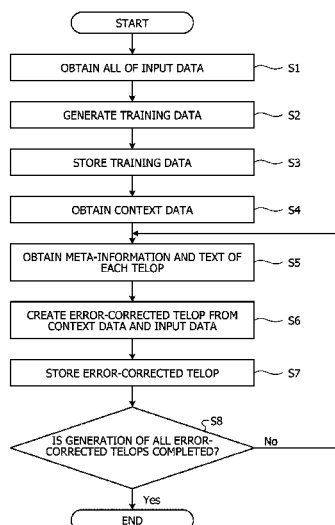 START
OBTAIN ALL OF INPUT DATA
S1
GENERATE TRAINING DATA
S2
STORE TRAINING DATA
S3
OBTAIN CONTEXT DATA
S4
OBTAIN META-INFORMATION AND TEXT OF
EACH TELOP
S5
CREATE ERROR-CORRECTED TELOP FROM
CONTEXT DATA AND INPUT DATA
S6
STORE ERROR-CORRECTED TELOP
S7
S8
IS GENERATION OF ALL ERROR-
CORRECTED TELOPS COMPLETED?
No
Yes
END